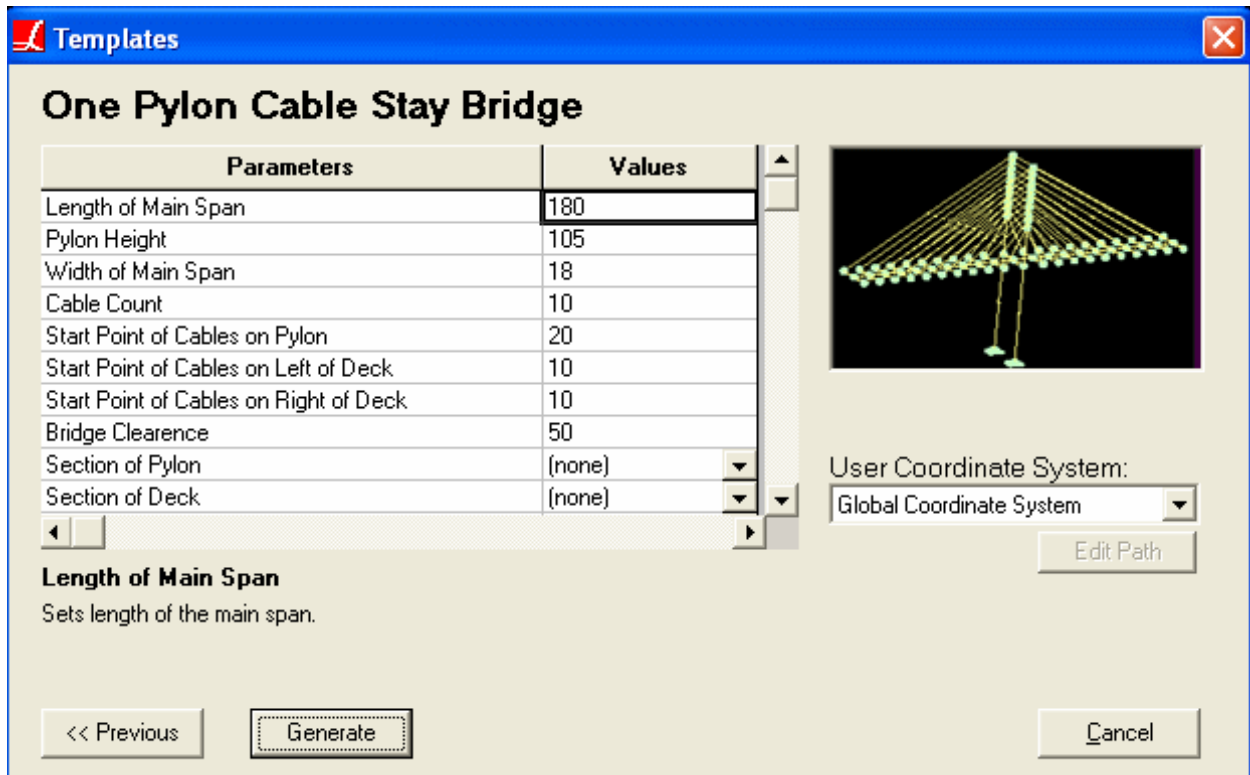 Templates
One Pylon Cable Stay Bridge
Parameters Values
Length of Main Span 180
Pylon Height 105
Width of Main Span 18
Cable Count 10
Start Point of Cables on Pylon 20
Start Point of Cables on Left of Deck 10
Start Point of Cables on Right of Deck 10
Bridge Clearence 50
Section of Pylon (none)
Section of Deck (none)
User Coordinate System:
Global Coordinate System
Edit Path
Length of Main Span
Sets length of the main span.
<< Previous Generate Cancel